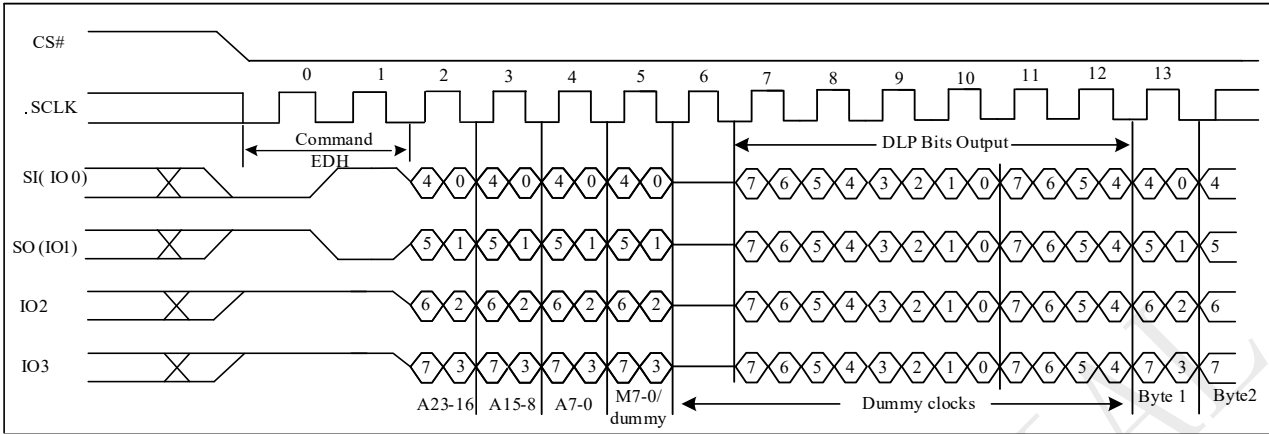 CS#
0 1 2 3 4 5 6 7 8 9 10 11 12 13
.SCLK
Command
EDH
DLP Bits Output
SI( IO 0) 4 0 4 0 4 0 4 0 7 6 5 4 3 2 1 0 7 6 5 4 4 0 4
SO (IO1) 5 1 5 1 5 1 5 1 7 6 5 4 3 2 1 0 7 6 5 4 5 1 5
IO2 6 2 6 2 6 2 6 2 7 6 5 4 3 2 1 0 7 6 5 4 6 2 6
IO3 7 3 7 3 7 3 7 3 7 6 5 4 3 2 1 0 7 6 5 4 7 3 7
A23-16 A15-8 A7-0 M7-0/
dummy
Dummy clocks
Byte 1 Byte2